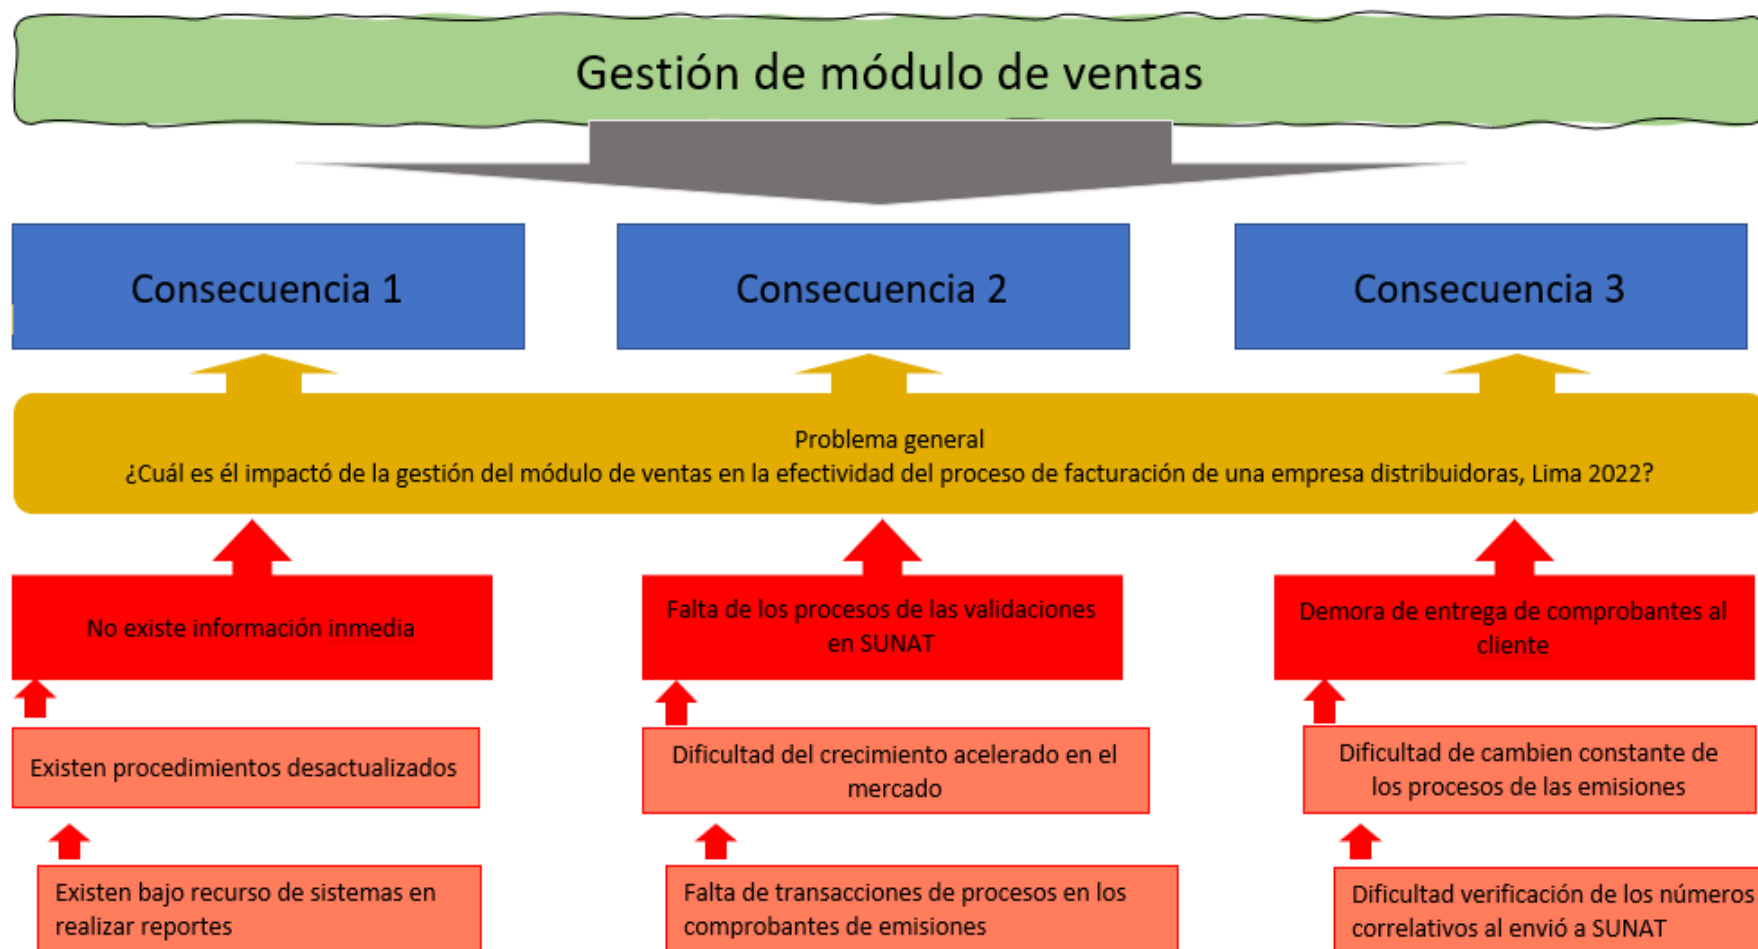 Gestión de módulo de ventas
Consecuencia 1
Consecuencia 2
Consecuencia 3
Problema general
¿Cuál es él impactó de la gestión del módulo de ventas en la efectividad del proceso de facturación de una empresa distribuidoras, Lima 2022?
No existe información inmedia
Falta de los procesos de las validaciones
en SUNAT
Demora de entrega de comprobantes al
cliente
Existen procedimientos desactualizados
Dificultad del crecimiento acelerado en el
mercado
Dificultad de cambien constante de
los procesos de las emisiones
Existen bajo recurso de sistemas en
realizar reportes
Falta de transacciones de procesos en los
comprobantes de emisiones
Dificultad verificación de los números
correlativos al envió a SUNAT